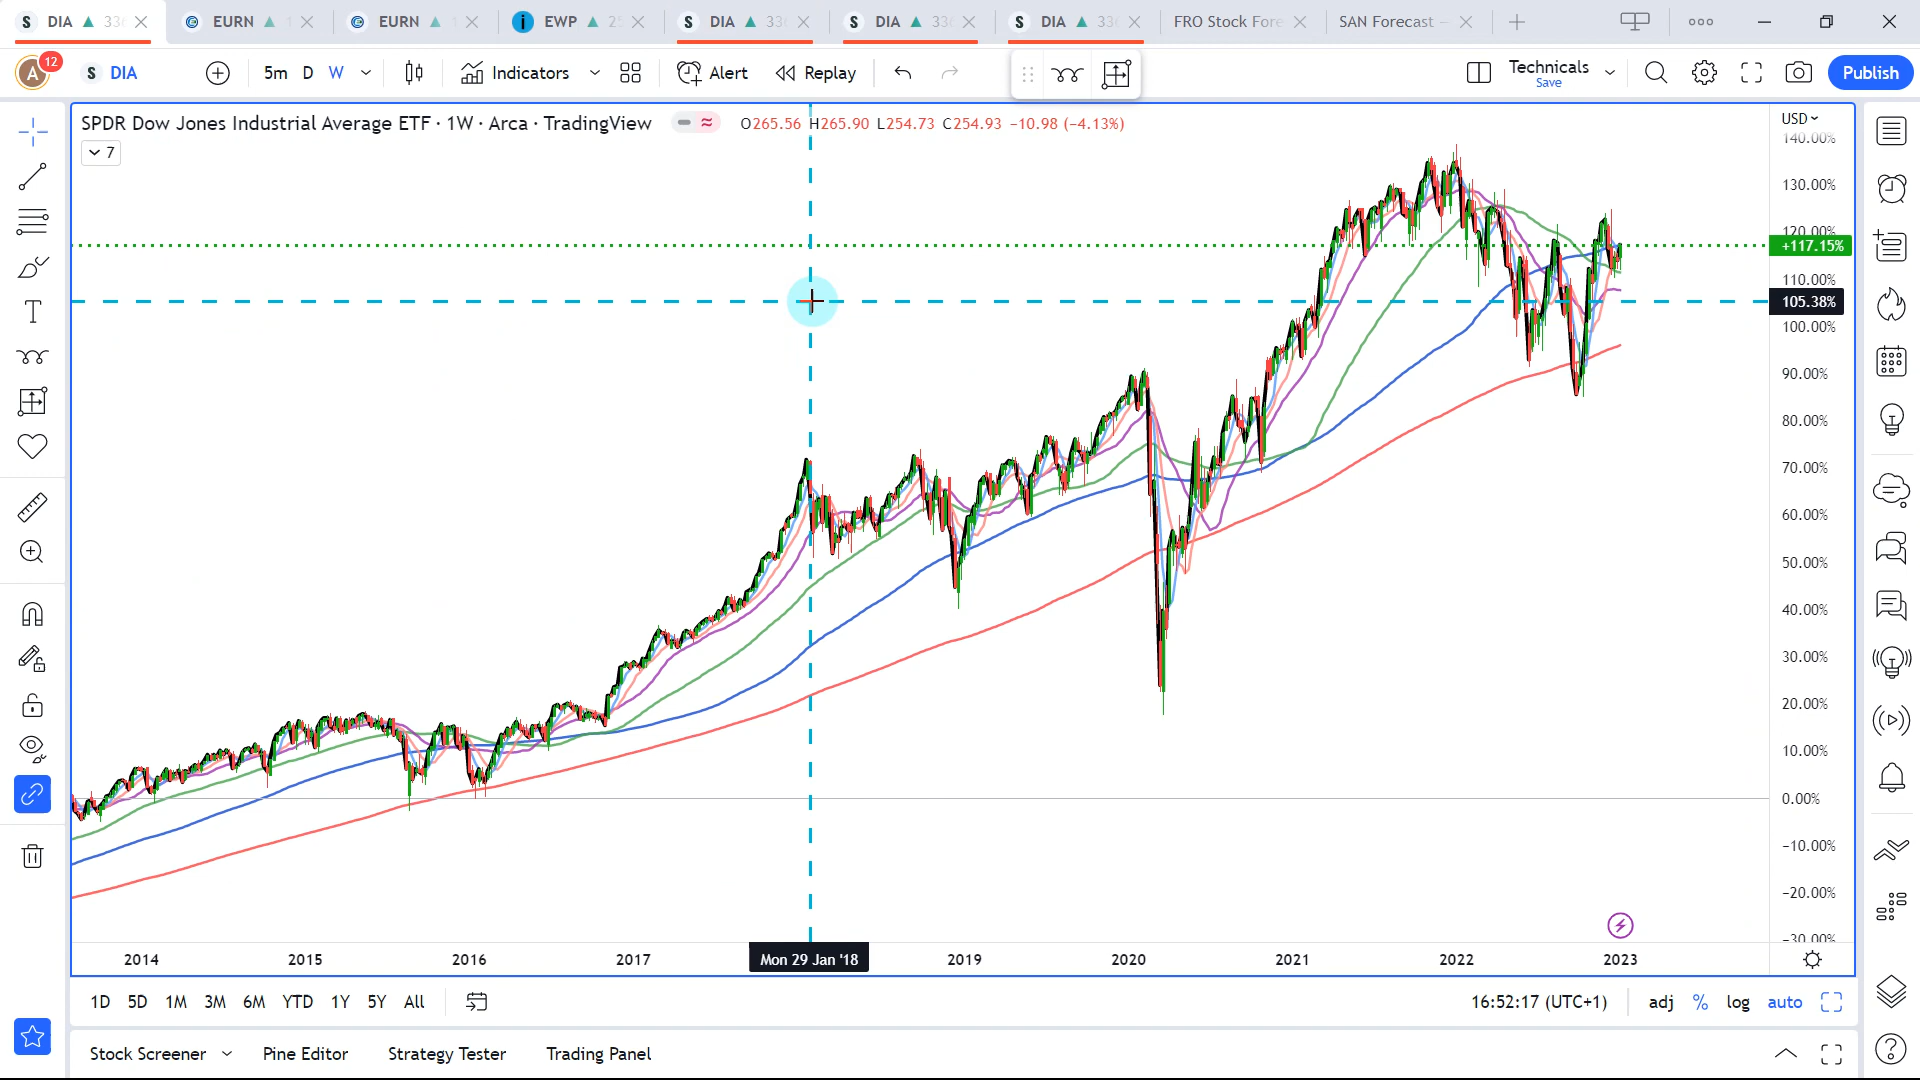 S DIA ▲ 336
EURN ▲ 1
EURN ▲
i EWP ▲ 25
S DIA ▲ 336
S DIA ▲ 336
S DIA ▲ 336
FRO Stock Fore
SAN Forecast –
A 12 S DIA 5m D W Indicators Alert Replay Technicals Save Publish
SPDR Dow Jones Industrial Average ETF · 1W · Arca · TradingView O265.56 H265.90 L254.73 C254.93 −10.98 (−4.13%)
7
USD
140.00%
130.00%
120.00%
+117.15%
110.00%
105.38%
100.00%
90.00%
80.00%
70.00%
60.00%
50.00%
40.00%
30.00%
20.00%
10.00%
0.00%
−10.00%
−20.00%
−30.00%
2014 2015 2016 2017 Mon 29 Jan '18 2019 2020 2021 2022 2023
1D 5D 1M 3M 6M YTD 1Y 5Y All 16:52:17 (UTC+1) adj % log auto
Stock Screener Pine Editor Strategy Tester Trading Panel